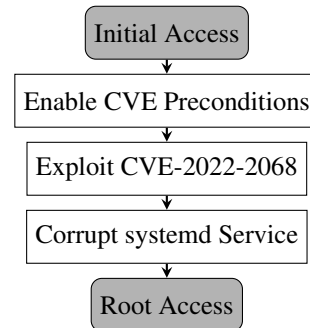 Initial Access
Enable CVE Preconditions
Exploit CVE-2022-2068
Corrupt systemd Service
Root Access